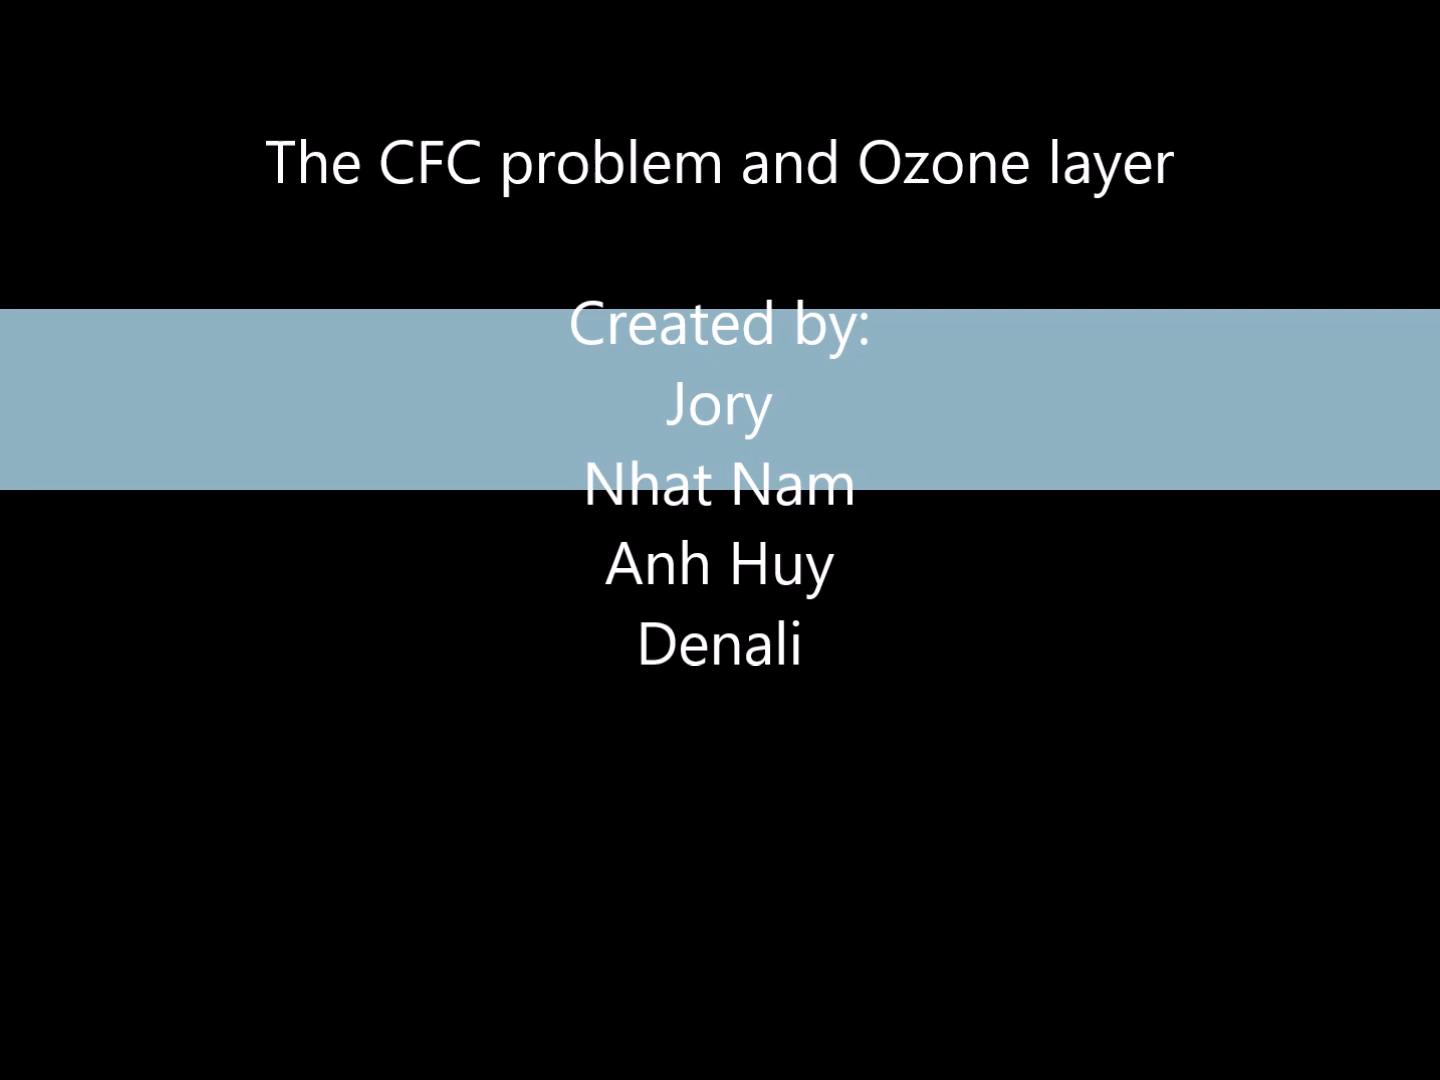 The CFC problem and Ozone layer
Created by:
Jory
Nhat Nam
Anh Huy
Denali